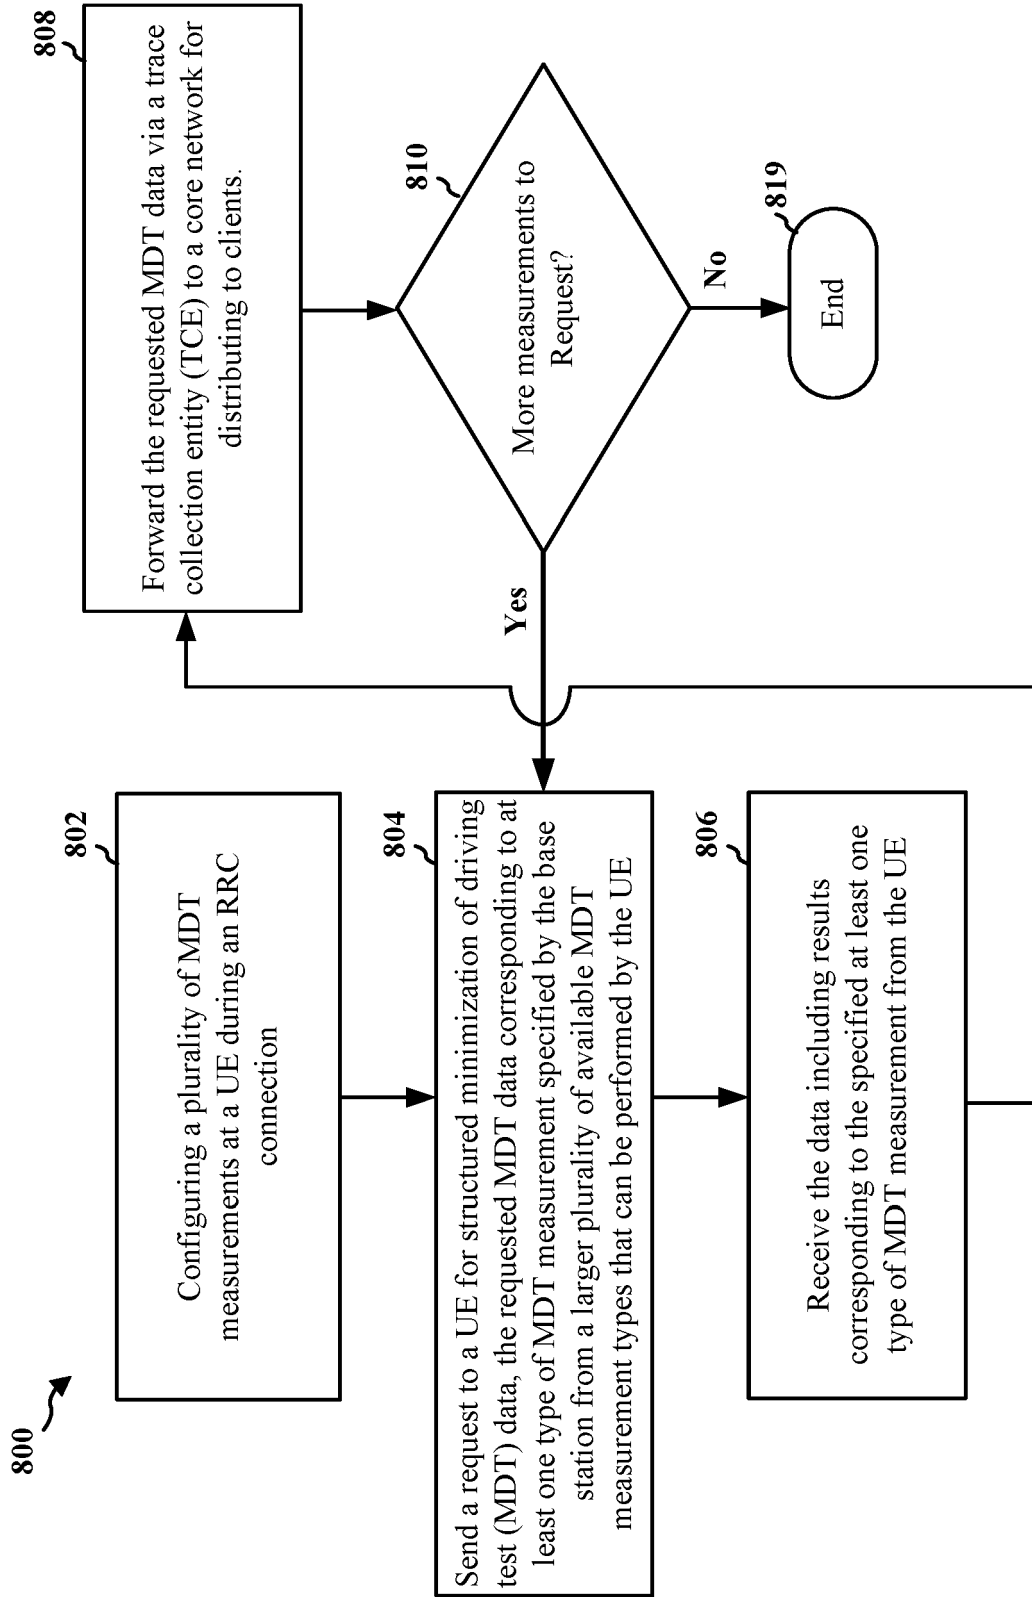 800
802
Configuring a plurality of MDT
measurements at a UE during an RRC
connection
804
Send a request to a UE for structured minimization of driving
test (MDT) data, the requested MDT data corresponding to at
least one type of MDT measurement specified by the base
station from a larger plurality of available MDT
measurement types that can be performed by the UE
806
Receive the data including results
corresponding to the specified at least one
type of MDT measurement from the UE
808
Forward the requested MDT data via a trace
collection entity (TCE) to a core network for
distributing to clients.
810
More measurements to
Request?
Yes
No
819
End